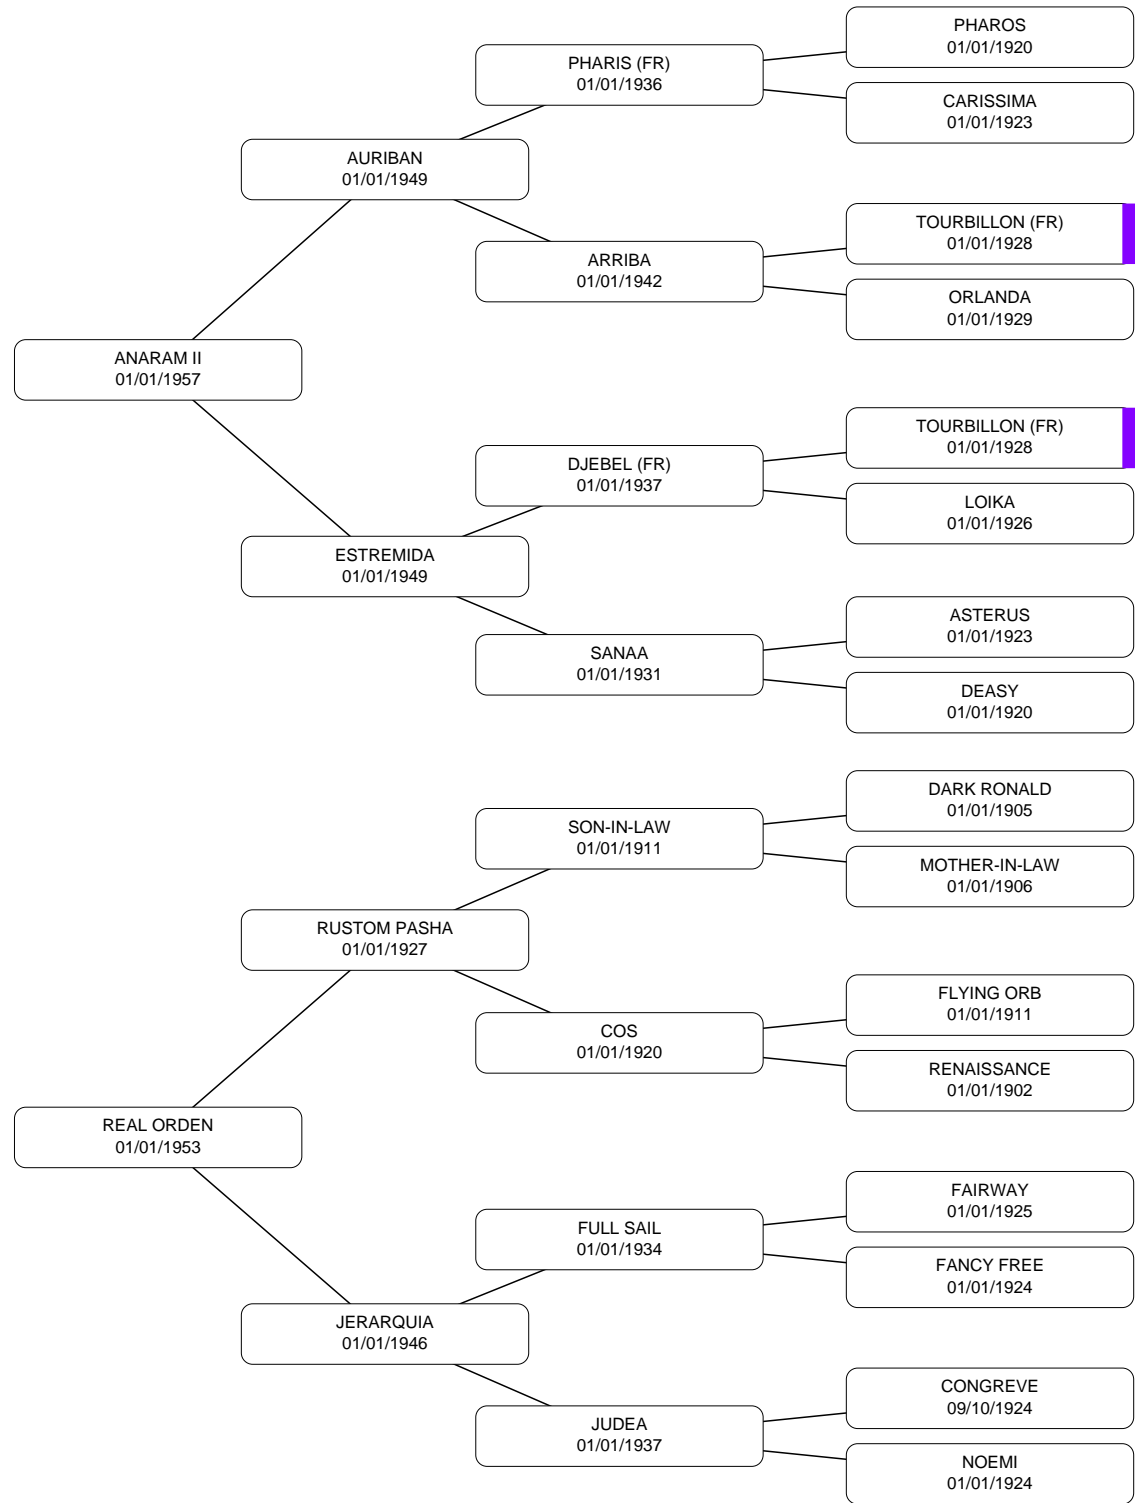 PHAROS
01/01/1920
PHARIS (FR)
01/01/1936
CARISSIMA
01/01/1923
AURIBAN
01/01/1949
TOURBILLON (FR)
01/01/1928
ARRIBA
01/01/1942
ORLANDA
01/01/1929
ANARAM II
01/01/1957
TOURBILLON (FR)
01/01/1928
DJEBEL (FR)
01/01/1937
LOIKA
01/01/1926
ESTREMIDA
01/01/1949
ASTERUS
01/01/1923
SANAA
01/01/1931
DEASY
01/01/1920
DARK RONALD
01/01/1905
SON-IN-LAW
01/01/1911
MOTHER-IN-LAW
01/01/1906
RUSTOM PASHA
01/01/1927
FLYING ORB
01/01/1911
COS
01/01/1920
RENAISSANCE
01/01/1902
REAL ORDEN
01/01/1953
FAIRWAY
01/01/1925
FULL SAIL
01/01/1934
FANCY FREE
01/01/1924
JERARQUIA
01/01/1946
CONGREVE
09/10/1924
JUDEA
01/01/1937
NOEMI
01/01/1924